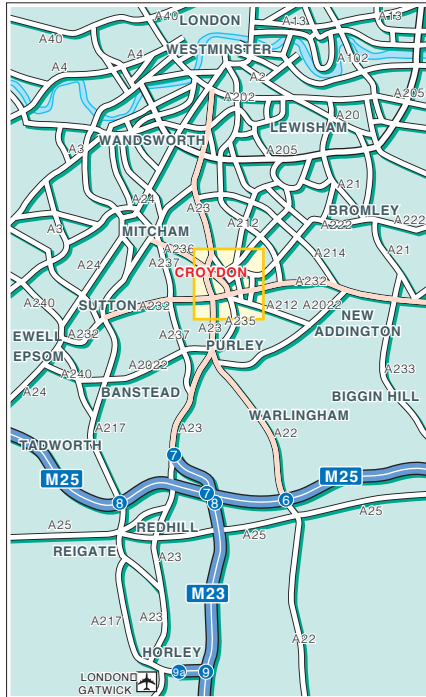 A40
LONDON
A13
A13
A40
A4
WESTMINSTER
A4
A2
A102
A202
A205
A20
WANDSWORTH
LEWISHAM
A3
A205
A21
A24
A23
BROMLEY
A3
A212
A222
A222
MITCHAM
A236
A214
A21
A24
A237
CROYDON
A232
A240
SUTTON
A232
A212
A2022
NEW
ADDINGTON
EWELL
A232
A23
A235
A237
PURLEY
EPSOM
A240
A2022
A233
A24
BANSTEAD
BIGGIN HILL
A217
A23
WARLINGHAM
A22
TADWORTH
7
M25
M25
8
7
8
6
A25
REDHILL
A25
A25
REIGATE
A23
M23
A217
A23
A22
HORLEY
LONDOND
GATWICK
9a
9